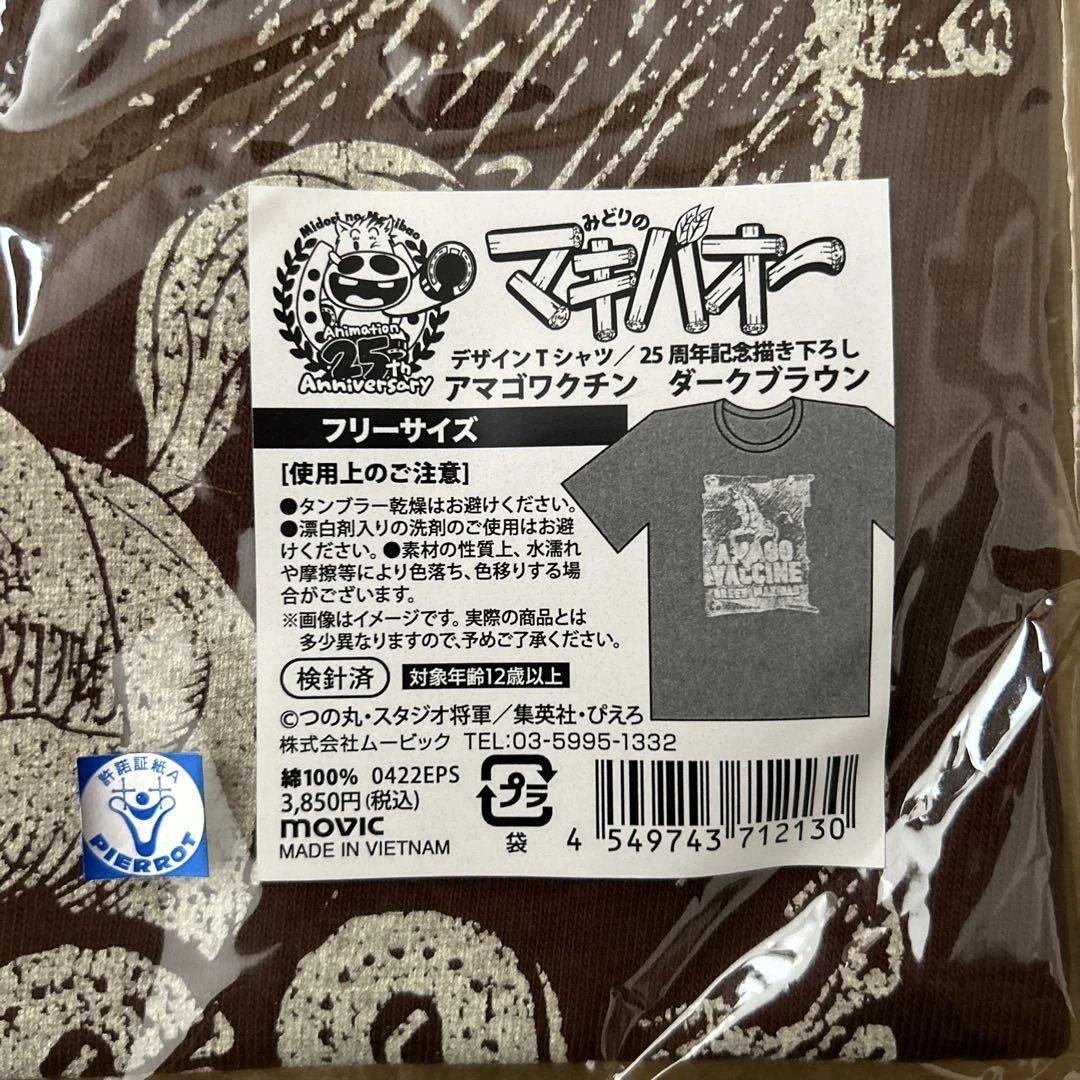 Midori no Makibao
Animation
25th
Anniversary
みどりの
マキバオー
デザインTシャツ／25周年記念描き下ろし
アマゴワクチン ダークブラウン
フリーサイズ
[使用上のご注意]
●タンブラー乾燥はお避けください。
●漂白剤入りの洗剤のご使用はお避
けください。●素材の性質上、水濡れ
や摩擦等により色落ち、色移りする場
合がございます。
※画像はイメージです。実際の商品とは
多少異なりますので、予めご了承ください。
検針済 対象年齢12歳以上
©つの丸・スタジオ将軍／集英社・ぴえろ
株式会社ムービック TEL:03-5995-1332
綿100% 0422EPS
3,850円(税込)
movic
MADE IN VIETNAM
プラ
袋
4 549743 712130
AMAGO
VACCINE
GREEN MAKIBAO
許諾証紙A
PIERROT